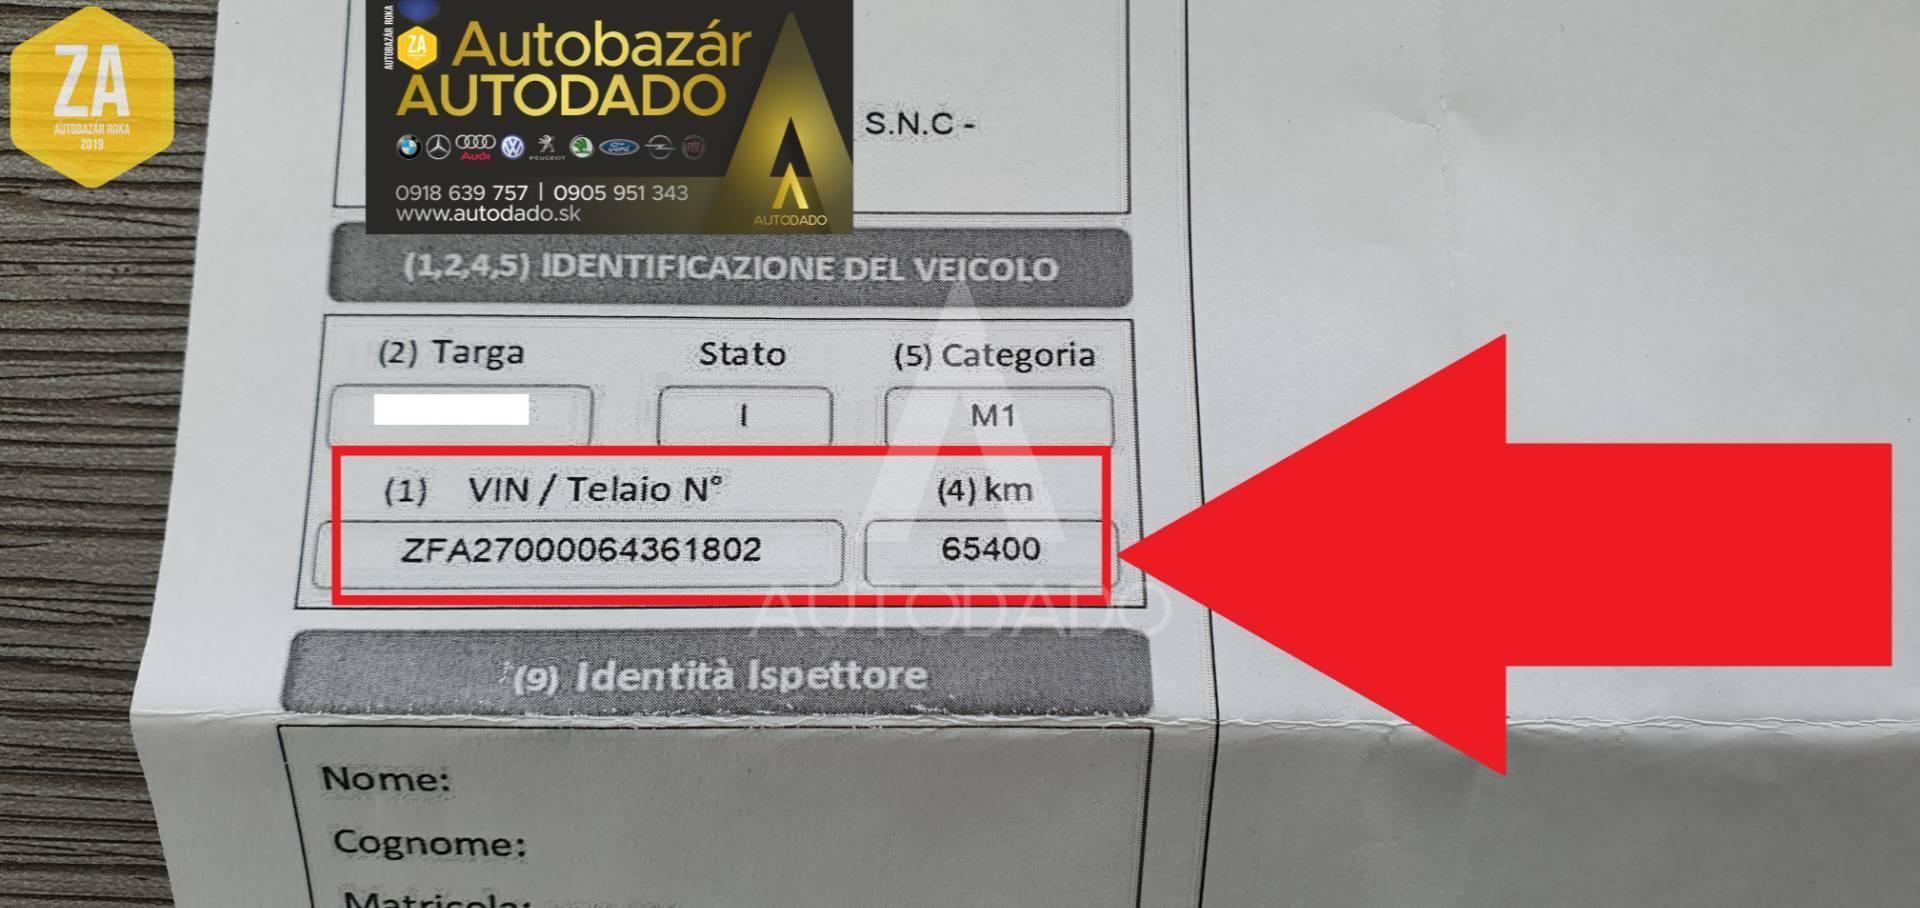 ZA
AUTOBAZÁR ROKA
2019
AUTOBAZÁR ROKA
ZA
Autobazár
AUTODADO
Audi
PEUGEOT
Ford
FIAT
0918 639 757 | 0905 951 343
www.autodado.sk
AUTODADO
S.N.C -
(1,2,4,5) IDENTIFICAZIONE DEL VEICOLO
(2) Targa Stato (5) Categoria
I M1
(1) VIN / Telaio N° (4) km
ZFA27000064361802 65400
AUTODADO
(9) Identità Ispettore
Nome:
Cognome:
Matricola: